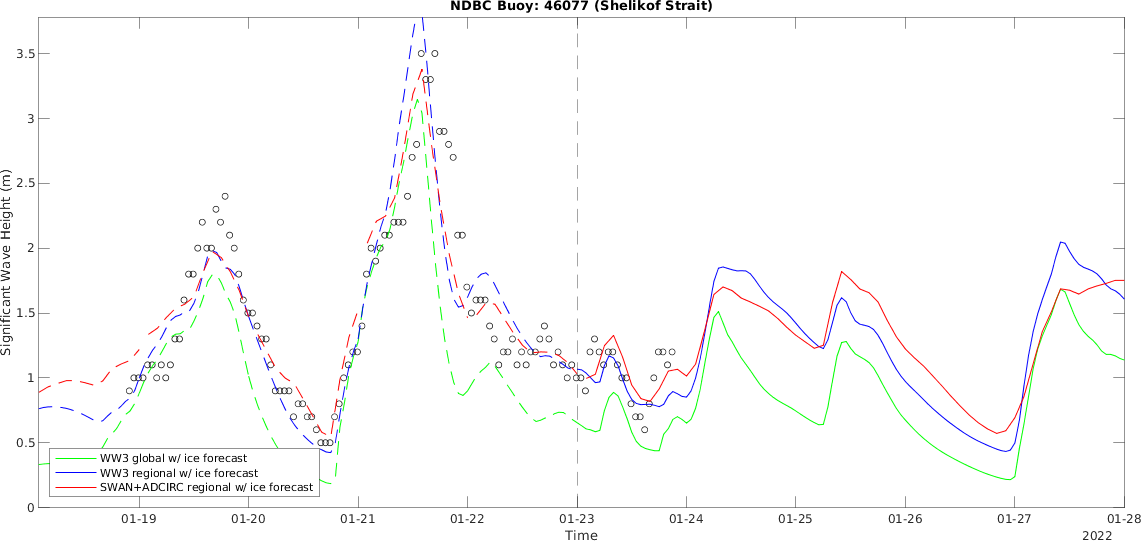 NDBC Buoy: 46077 (Shelikof Strait)
3.5
3
2.5
2
1.5
1
0.5
0
Significant Wave Height (m)
WW3 global w/ ice forecast
WW3 regional w/ ice forecast
SWAN+ADCIRC regional w/ ice forecast
01-19 01-20 01-21 01-22 01-23 01-24 01-25 01-26 01-27 01-28
Time
2022